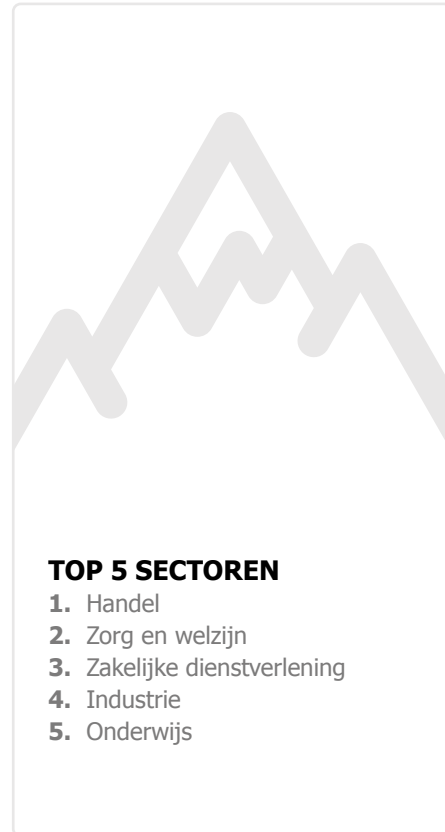 TOP 5 SECTOREN
1. Handel
2. Zorg en welzijn
3. Zakelijke dienstverlening
4. Industrie
5. Onderwijs